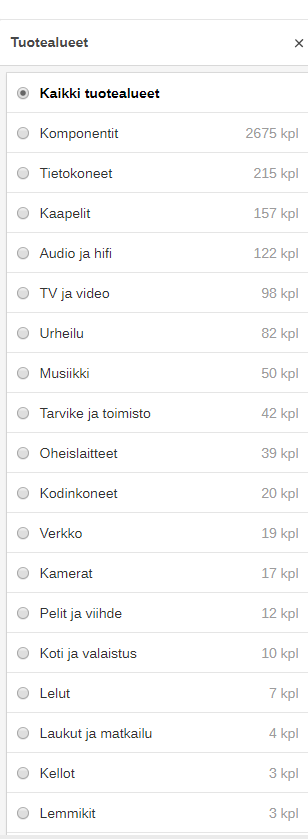 Tuotealueet ×
Kaikki tuotealueet
Komponentit 2675 kpl
Tietokoneet 215 kpl
Kaapelit 157 kpl
Audio ja hifi 122 kpl
TV ja video 98 kpl
Urheilu 82 kpl
Musiikki 50 kpl
Tarvike ja toimisto 42 kpl
Oheislaitteet 39 kpl
Kodinkoneet 20 kpl
Verkko 19 kpl
Kamerat 17 kpl
Pelit ja viihde 12 kpl
Koti ja valaistus 10 kpl
Lelut 7 kpl
Laukut ja matkailu 4 kpl
Kellot 3 kpl
Lemmikit 3 kpl